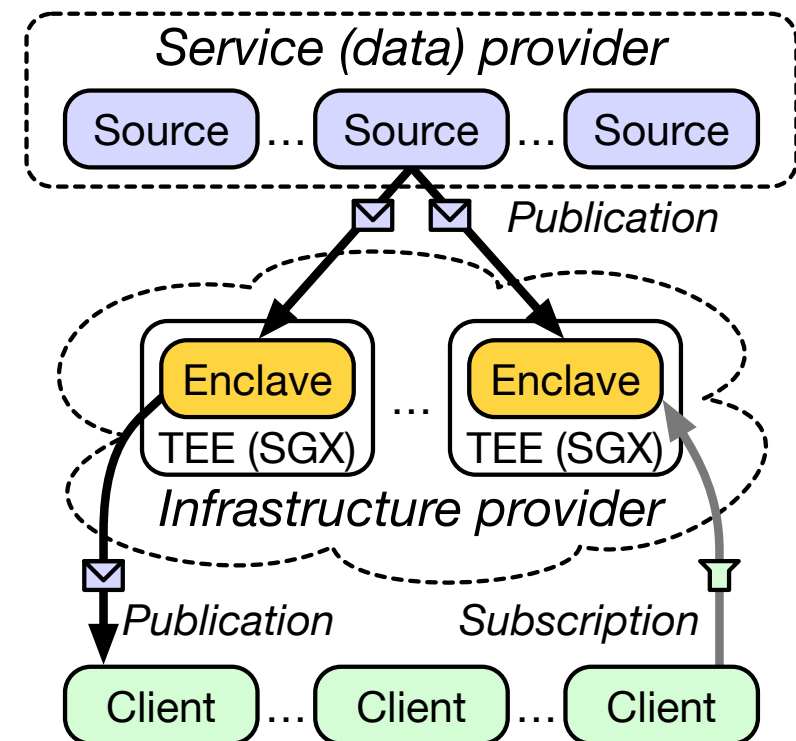 Service (data) provider
Source ... Source ... Source
Publication
Enclave ... Enclave
TEE (SGX) TEE (SGX)
Infrastructure provider
Publication Subscription
Client ... Client ... Client